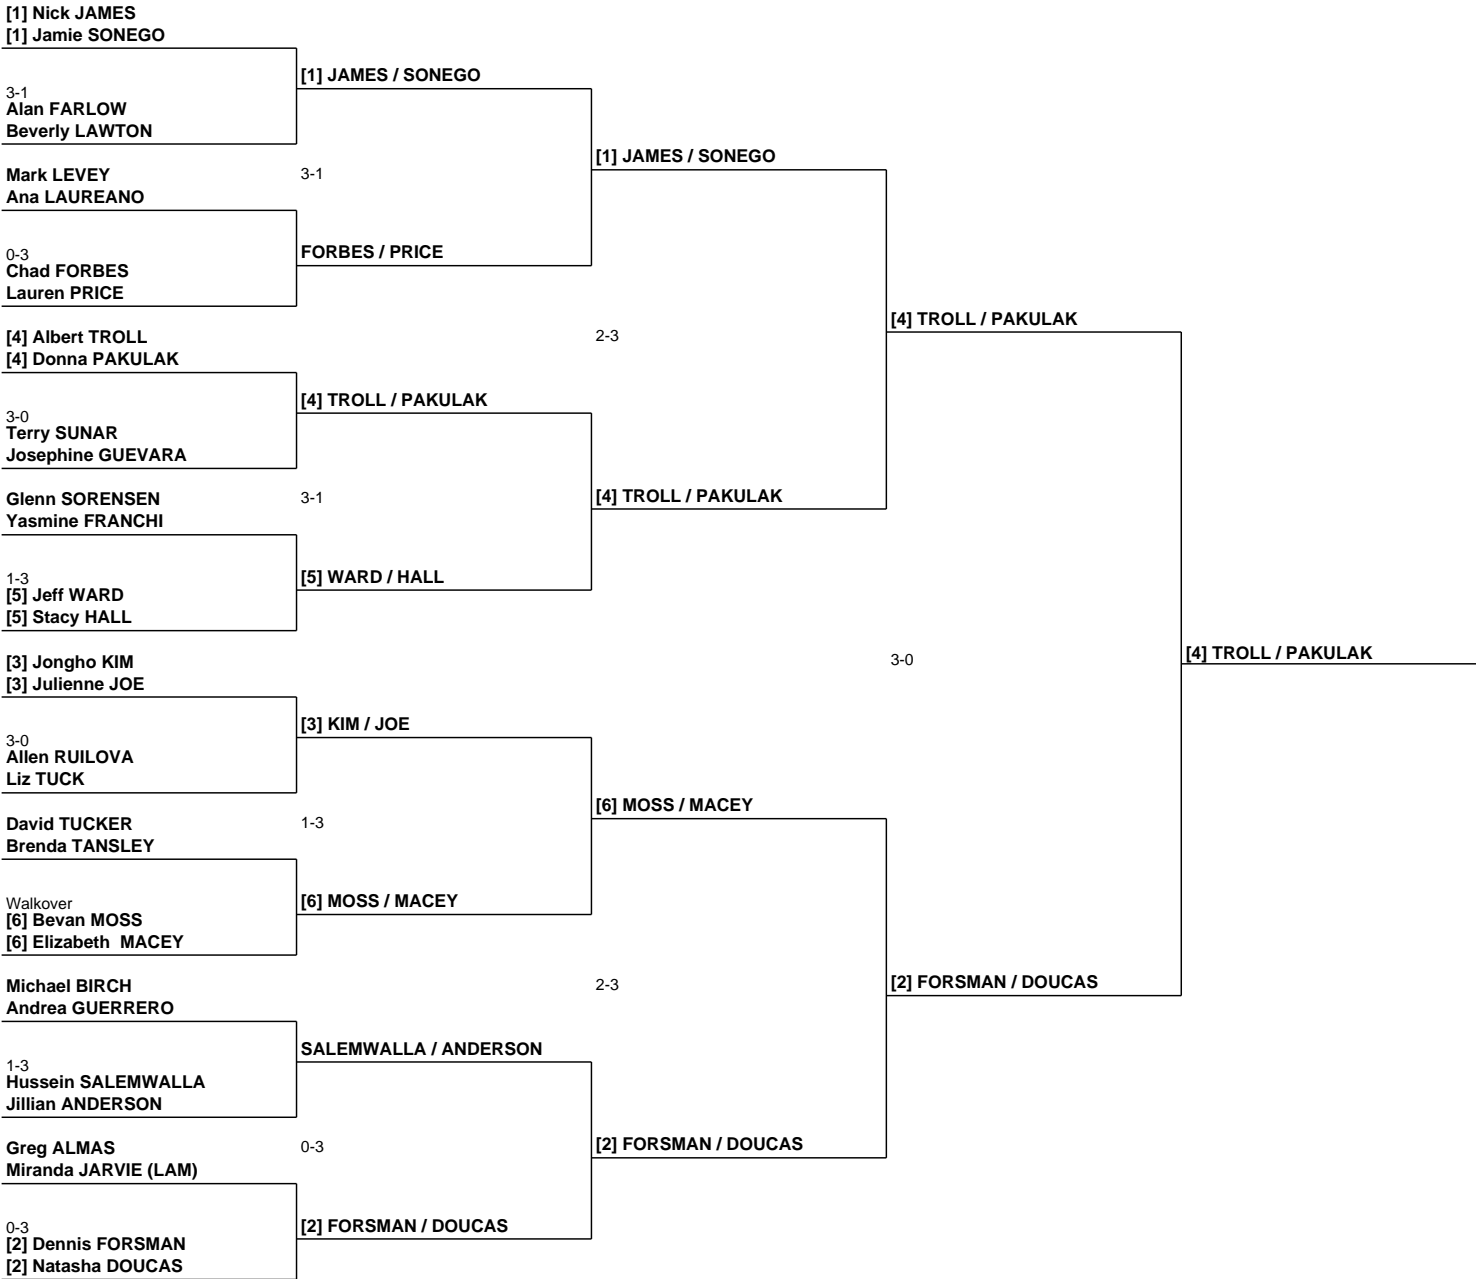 [1] Nick JAMES
[1] Jamie SONEGO
[1] JAMES / SONEGO
3-1
Alan FARLOW
Beverly LAWTON
[1] JAMES / SONEGO
Mark LEVEY
3-1
Ana LAUREANO
FORBES / PRICE
0-3
Chad FORBES
Lauren PRICE
[4] TROLL / PAKULAK
[4] Albert TROLL
2-3
[4] Donna PAKULAK
[4] TROLL / PAKULAK
3-0
Terry SUNAR
Josephine GUEVARA
Glenn SORENSEN
3-1
[4] TROLL / PAKULAK
Yasmine FRANCHI
[5] WARD / HALL
1-3
[5] Jeff WARD
[5] Stacy HALL
[3] Jongho KIM
3-0
[4] TROLL / PAKULAK
[3] Julienne JOE
[3] KIM / JOE
3-0
Allen RUILOVA
Liz TUCK
[6] MOSS / MACEY
David TUCKER
1-3
Brenda TANSLEY
Walkover
[6] MOSS / MACEY
[6] Bevan MOSS
[6] Elizabeth  MACEY
Michael BIRCH
2-3
[2] FORSMAN / DOUCAS
Andrea GUERRERO
SALEMWALLA / ANDERSON
1-3
Hussein SALEMWALLA
Jillian ANDERSON
Greg ALMAS
0-3
[2] FORSMAN / DOUCAS
Miranda JARVIE (LAM)
0-3
[2] FORSMAN / DOUCAS
[2] Dennis FORSMAN
[2] Natasha DOUCAS